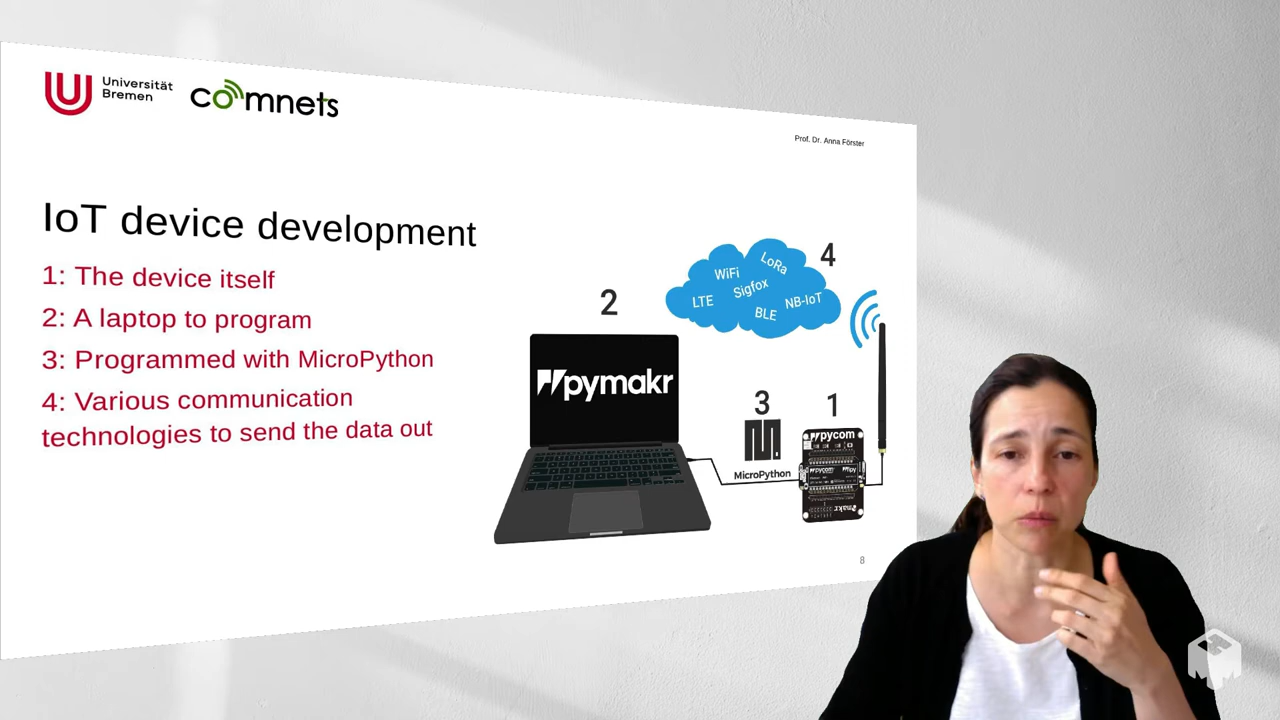 Universität
Bremen
comnets
Prof. Dr. Anna Förster
IoT device development
1: The device itself
2: A laptop to program
3: Programmed with MicroPython
4: Various communication
technologies to send the data out
4
WiFi
LoRa
LTE
Sigfox
NB-IoT
BLE
2
pymakr
3
1
MicroPython
pycom
pycom
8